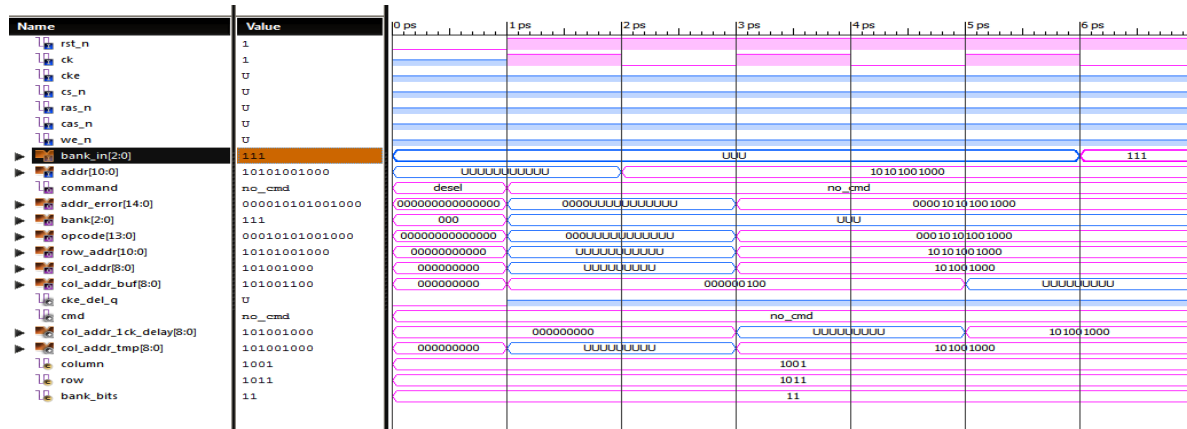 Name Value 0 ps 1 ps 2 ps 3 ps 4 ps 5 ps 6 ps
rst_n 1
ck 1
cke U
cs_n U
ras_n U
cas_n U
we_n U
bank_in[2:0] 111 UUU 111
addr[10:0] 10101001000 UUUUUUUUUUU 10101001000
command no_cmd desel no_cmd
addr_error[14:0] 000010101001000 000000000000000 0000UUUUUUUUUUU 000010101001000
bank[2:0] 111 000 UUU
opcode[13:0] 00010101001000 00000000000000 000UUUUUUUUUUU 00010101001000
row_addr[10:0] 10101001000 00000000000 UUUUUUUUUUU 10101001000
col_addr[8:0] 101001000 000000000 UUUUUUUUU 101001000
col_addr_buf[8:0] 101001100 000000000 000000100 UUUUUUUUU
cke_del_q U
cmd no_cmd no_cmd
col_addr_1ck_delay[8:0] 101001000 000000000 UUUUUUUUU 101001000
col_addr_tmp[8:0] 101001000 000000000 UUUUUUUUU 101001000
column 1001 1001
row 1011 1011
bank_bits 11 11